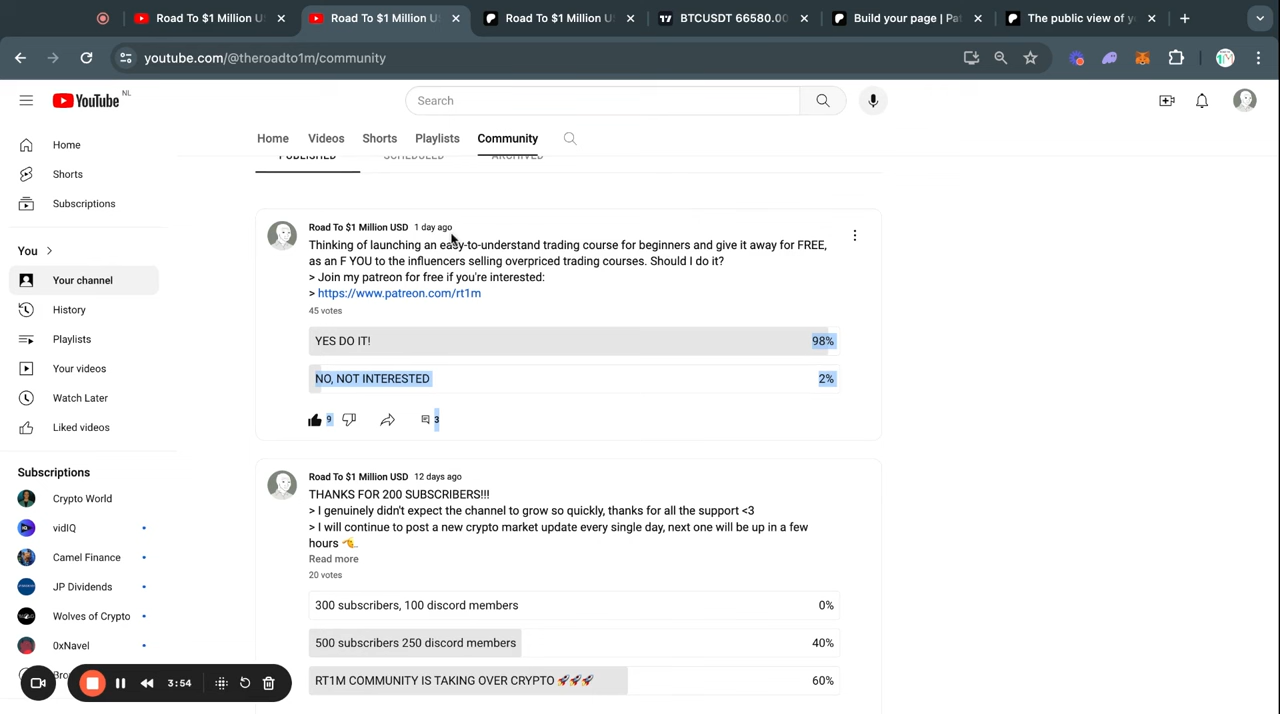 Road To $1 Million U
Road To $1 Million U
Road To $1 Million U
BTCUSDT 66580.00
Build your page | Pa
The public view of y
youtube.com/@theroadto1m/community
YouTube NL
Search
Home
Videos
Shorts
Playlists
Community
PUBLISHED
SCHEDULED
ARCHIVED
Home
Shorts
Subscriptions
You
Your channel
History
Playlists
Your videos
Watch Later
Liked videos
Subscriptions
Crypto World
vidIQ
Camel Finance
JP Dividends
Wolves of Crypto
0xNavel
Bro
3:54
Road To $1 Million USD 1 day ago
Thinking of launching an easy-to-understand trading course for beginners and give it away for FREE,
as an F YOU to the influencers selling overpriced trading courses. Should I do it?
> Join my patreon for free if you're interested:
> https://www.patreon.com/rt1m
45 votes
YES DO IT! 98%
NO, NOT INTERESTED 2%
9 3
Road To $1 Million USD 12 days ago
THANKS FOR 200 SUBSCRIBERS!!!
> I genuinely didn't expect the channel to grow so quickly, thanks for all the support <3
> I will continue to post a new crypto market update every single day, next one will be up in a few
hours 🫡.
Read more
20 votes
300 subscribers, 100 discord members 0%
500 subscribers 250 discord members 40%
RT1M COMMUNITY IS TAKING OVER CRYPTO 🚀🚀🚀 60%